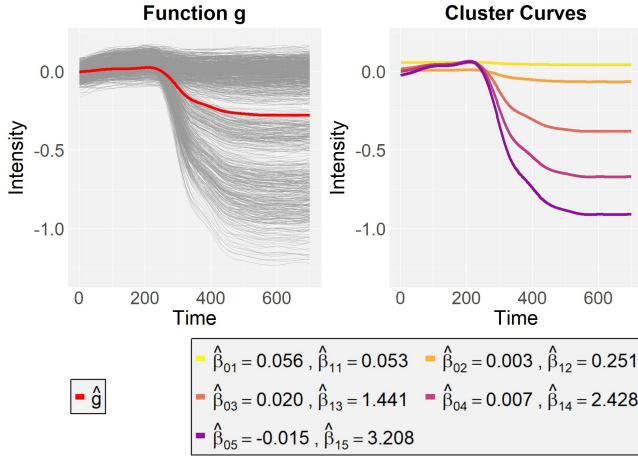 Function g
Cluster Curves
Intensity
0.0
-0.5
-1.0
0 200 400 600
Time
Intensity
0.0
-0.5
-1.0
0 200 400 600
Time
ĝ
β̂₀₁ = 0.056 , β̂₁₁ = 0.053
β̂₀₂ = 0.003 , β̂₁₂ = 0.251
β̂₀₃ = 0.020 , β̂₁₃ = 1.441
β̂₀₄ = 0.007 , β̂₁₄ = 2.428
β̂₀₅ = -0.015 , β̂₁₅ = 3.208